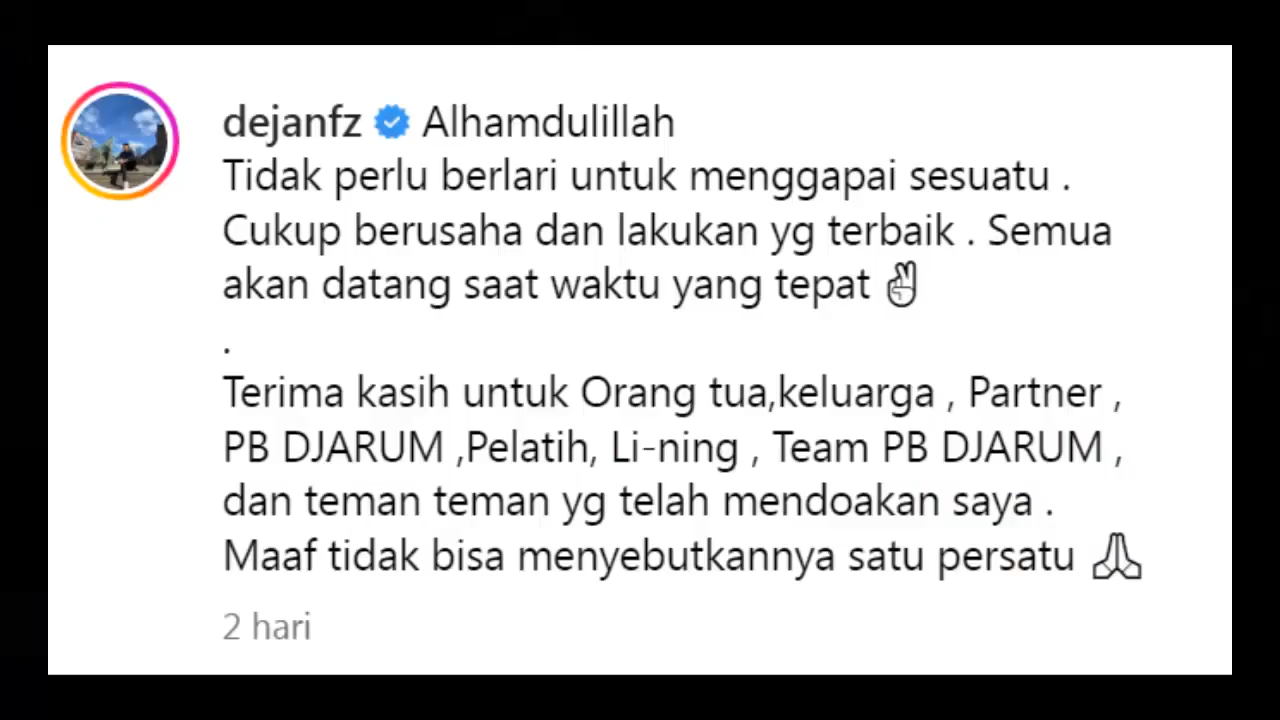 dejanfz Alhamdulillah
Tidak perlu berlari untuk menggapai sesuatu .
Cukup berusaha dan lakukan yg terbaik . Semua
akan datang saat waktu yang tepat ✌
.
Terima kasih untuk Orang tua,keluarga , Partner ,
PB DJARUM ,Pelatih, Li-ning , Team PB DJARUM ,
dan teman teman yg telah mendoakan saya .
Maaf tidak bisa menyebutkannya satu persatu 🙏
2 hari